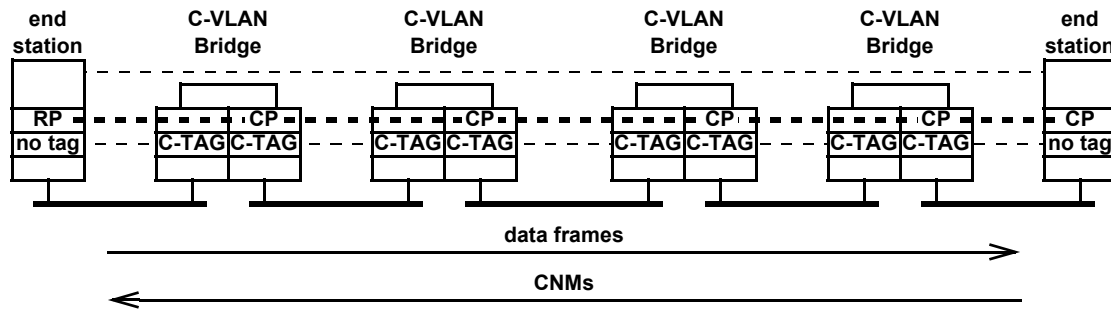 end station
C-VLAN Bridge
C-VLAN Bridge
C-VLAN Bridge
C-VLAN Bridge
end station
RP
CP
CP
CP
CP
CP
no tag
C-TAG C-TAG
C-TAG C-TAG
C-TAG C-TAG
C-TAG C-TAG
no tag
data frames
CNMs